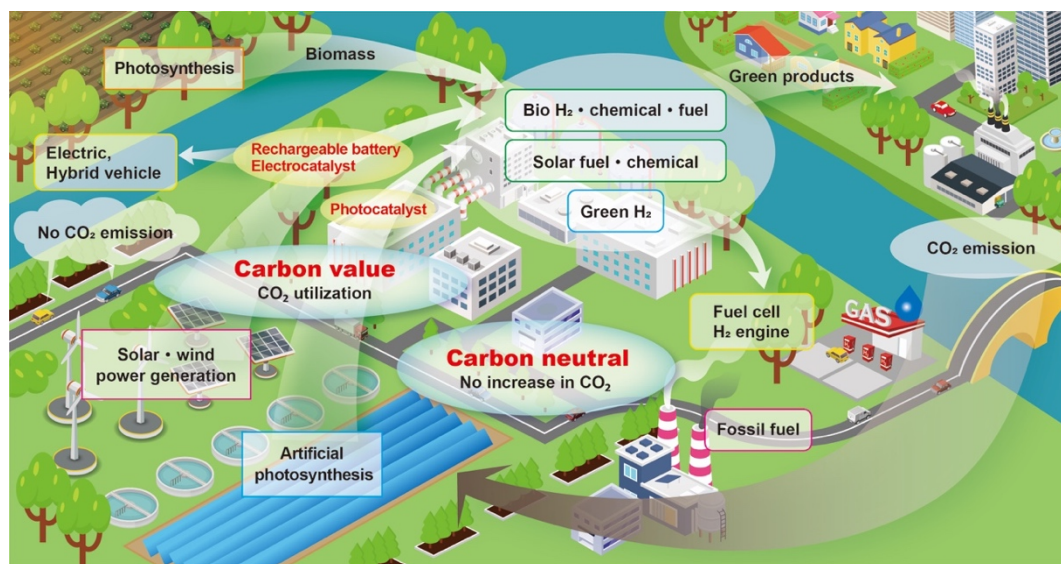 Photosynthesis
Biomass
Green products
Bio H₂・chemical・fuel
Electric,
Hybrid vehicle
Rechargeable battery
Electrocatalyst
Solar fuel・chemical
Photocatalyst
Green H₂
No CO₂ emission
CO₂ emission
Carbon value
CO₂ utilization
Fuel cell
H₂ engine
GAS
Solar・wind
power generation
Carbon neutral
No increase in CO₂
Fossil fuel
Artificial
photosynthesis